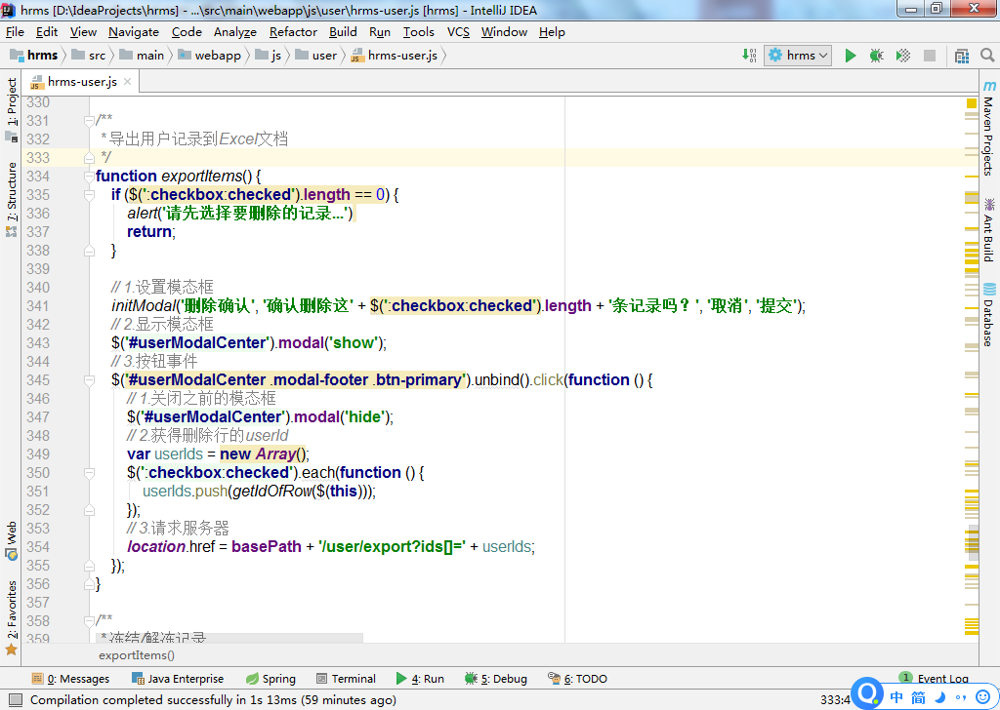 hrms [D:\IdeaProjects\hrms] - ...\src\main\webapp\js\user\hrms-user.js [hrms] - IntelliJ IDEA
File Edit View Navigate Code Analyze Refactor Build Run Tools VCS Window Help
hrms src main webapp js user hrms-user.js hrms
1: Project
7: Structure
Web
2: Favorites
hrms-user.js
330
331 /**
332 * 导出用户记录到Excel文档
333 */
334 function exportItems() {
335 if ($(':checkbox:checked').length == 0) {
336 alert('请先选择要删除的记录...')
337 return;
338 }
339
340 // 1.设置模态框
341 initModal('删除确认', '确认删除这' + $(':checkbox:checked').length + '条记录吗？', '取消', '提交');
342 // 2.显示模态框
343 $('#userModalCenter').modal('show');
344 // 3.按钮事件
345 $('#userModalCenter .modal-footer .btn-primary').unbind().click(function () {
346 // 1.关闭之前的模态框
347 $('#userModalCenter').modal('hide');
348 // 2.获得删除行的userId
349 var userIds = new Array();
350 $(':checkbox:checked').each(function () {
351 userIds.push(getIdOfRow($(this)));
352 });
353 // 3.请求服务器
354 location.href = basePath + '/user/export?ids[]=' + userIds;
355 });
356 }
357
358 /**
359 * 冻结/解冻记录
exportItems()
m Maven Projects
Ant Build
Database
0: Messages Java Enterprise Spring Terminal 4: Run 5: Debug 6: TODO 1 Event Log
Compilation completed successfully in 1s 13ms (59 minutes ago) 333:4
中 简